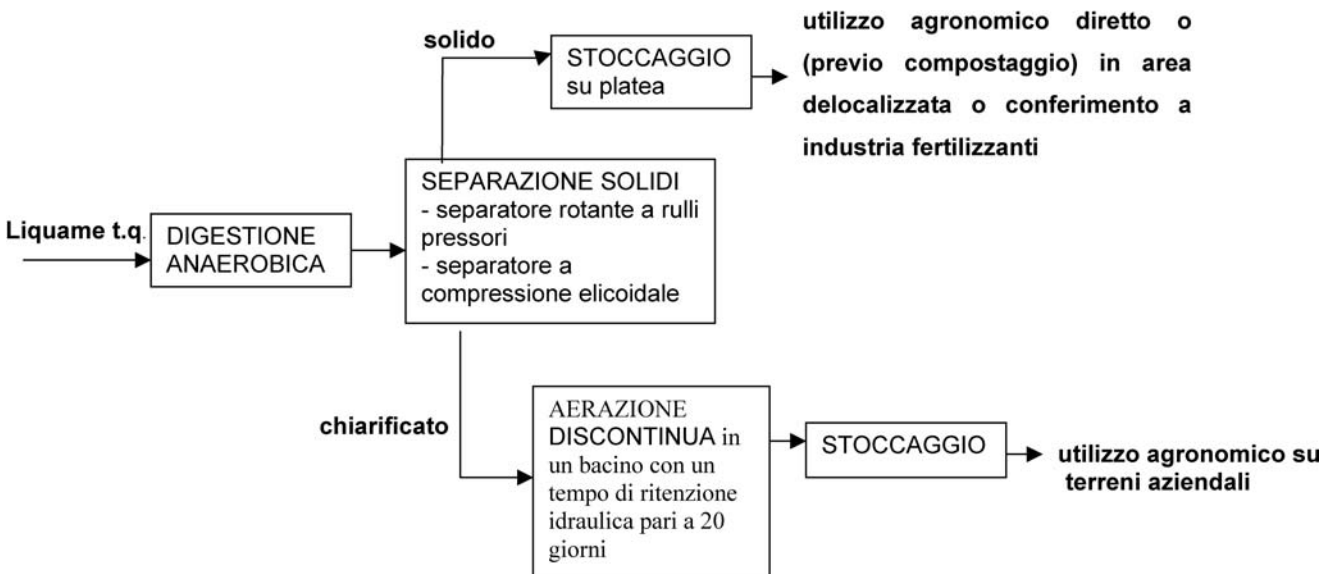 solido
STOCCAGGIO
su platea
utilizzo agronomico diretto o
(previo compostaggio) in area
delocalizzata o conferimento a
industria fertilizzanti
Liquame t.q.
DIGESTIONE
ANAEROBICA
SEPARAZIONE SOLIDI
- separatore rotante a rulli
pressori
- separatore a
compressione elicoidale
chiarificato
AERAZIONE
DISCONTINUA in
un bacino con un
tempo di ritenzione
idraulica pari a 20
giorni
STOCCAGGIO
utilizzo agronomico su
terreni aziendali